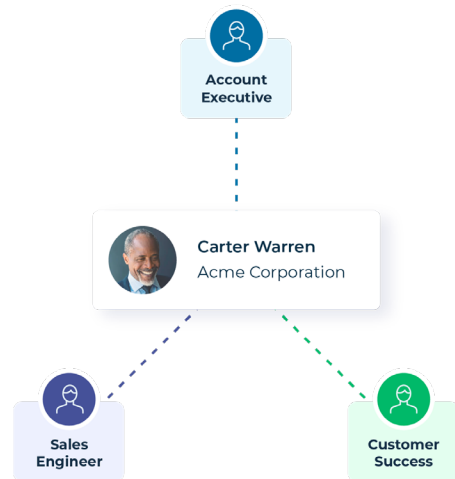 Account
Executive
Carter Warren
Acme Corporation
Sales
Engineer
Customer
Success